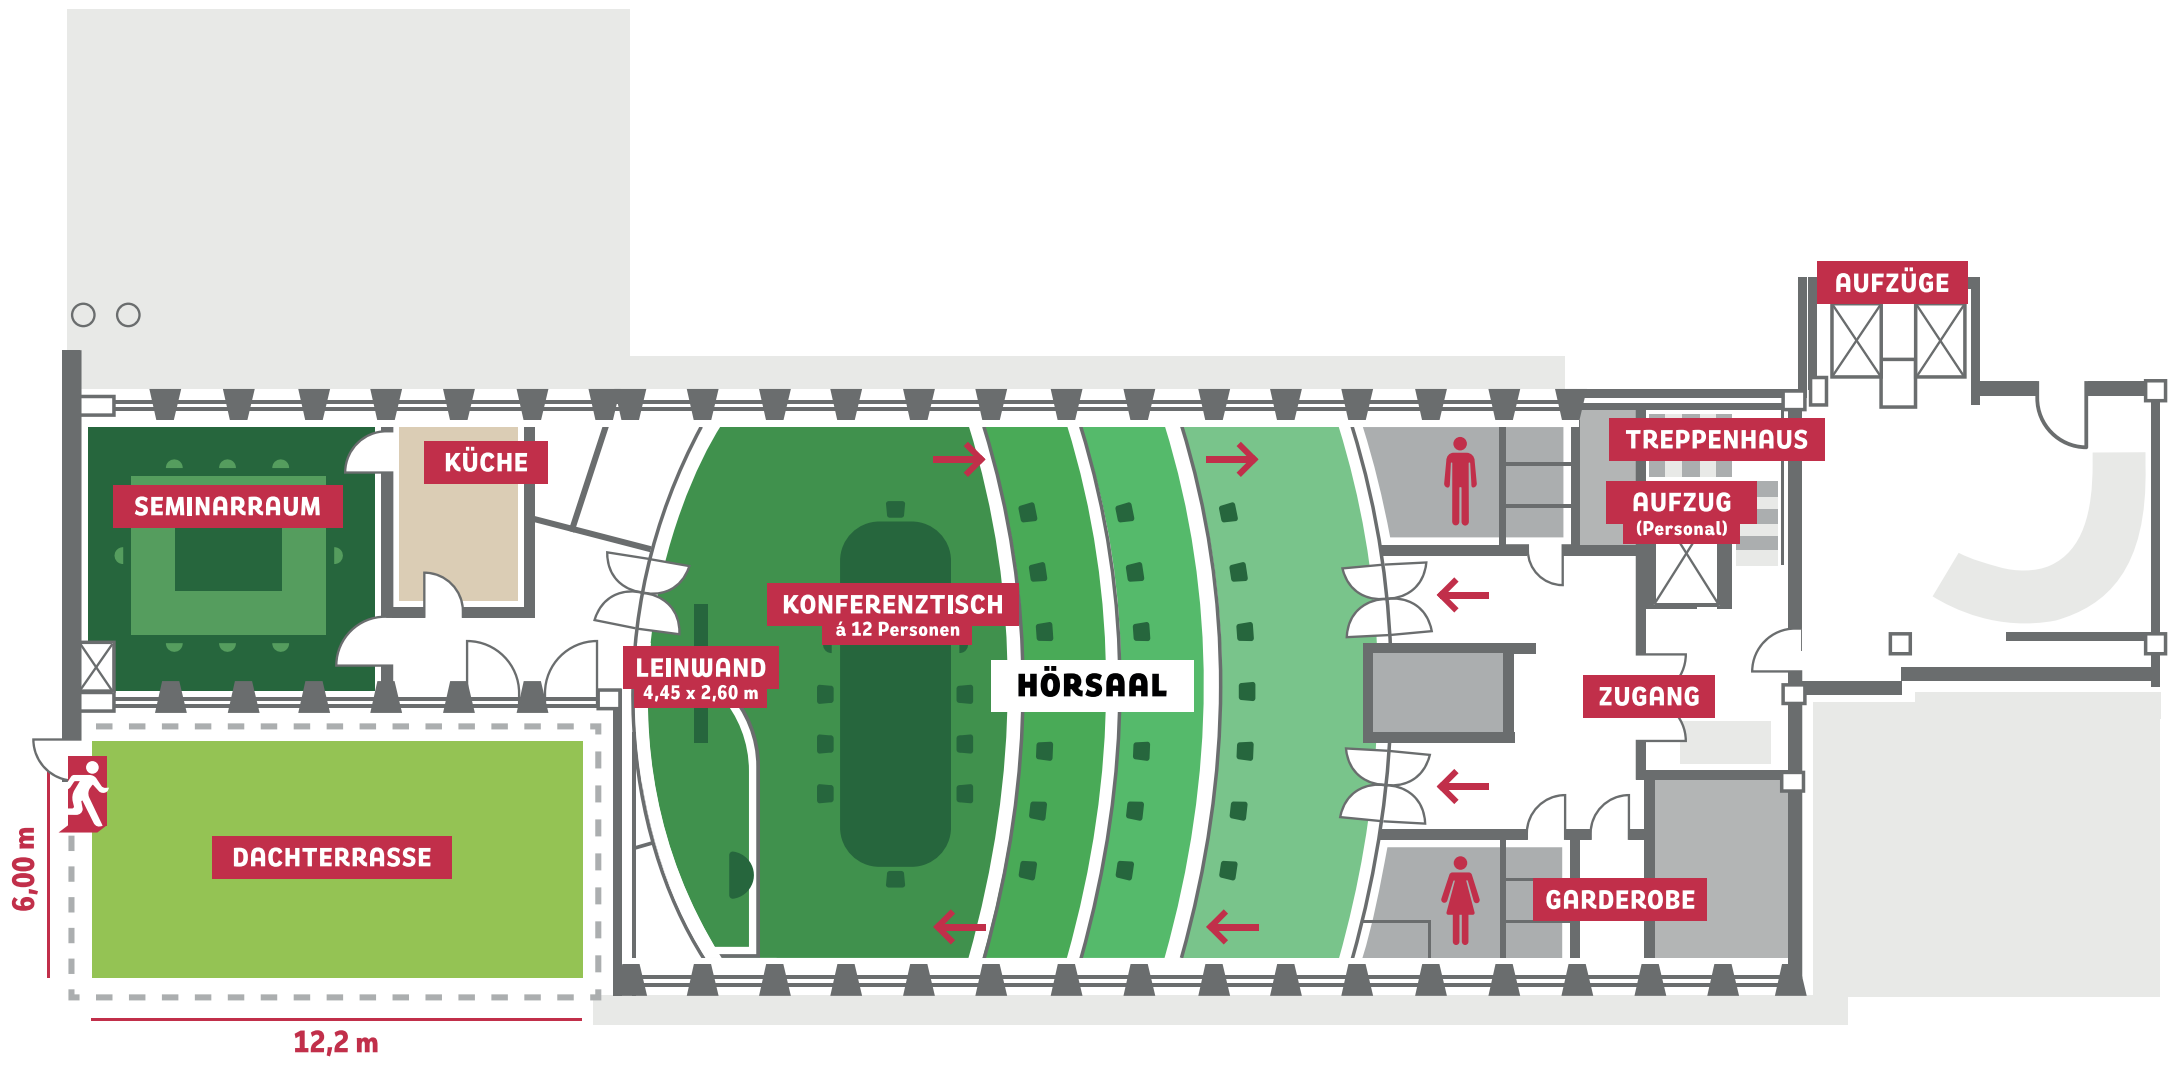 AUFZÜGE
TREPPENHAUS
KÜCHE
SEMINARRAUM
AUFZUG
(Personal)
KONFERENZTISCH
á 12 Personen
LEINWAND
4,45 x 2,60 m
HÖRSAAL
ZUGANG
DACHTERRASSE
6,00 m
GARDEROBE
12,2 m